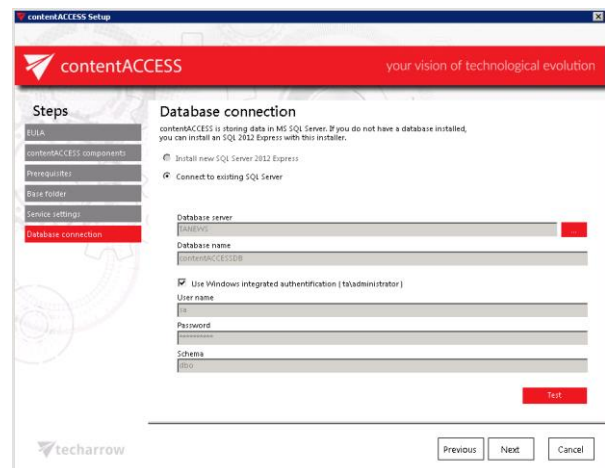 contentACCESS Setup
contentACCESS
your vision of technological evolution
Steps
EULA
contentACCESS components
Prerequisites
Base folder
Service settings
Database connection
Database connection
contentACCESS is storing data in MS SQL Server. If you do not have a database installed,
you can install an SQL 2012 Express with this installer.
Install new SQL Server 2012 Express
Connect to existing SQL Server
Database server
TANEWS
...
Database name
contentACCESSDB
Use Windows integrated authentification ( ta\administrator )
User name
sa
Password
**********
Schema
dbo
Test
techarrow
Previous
Next
Cancel